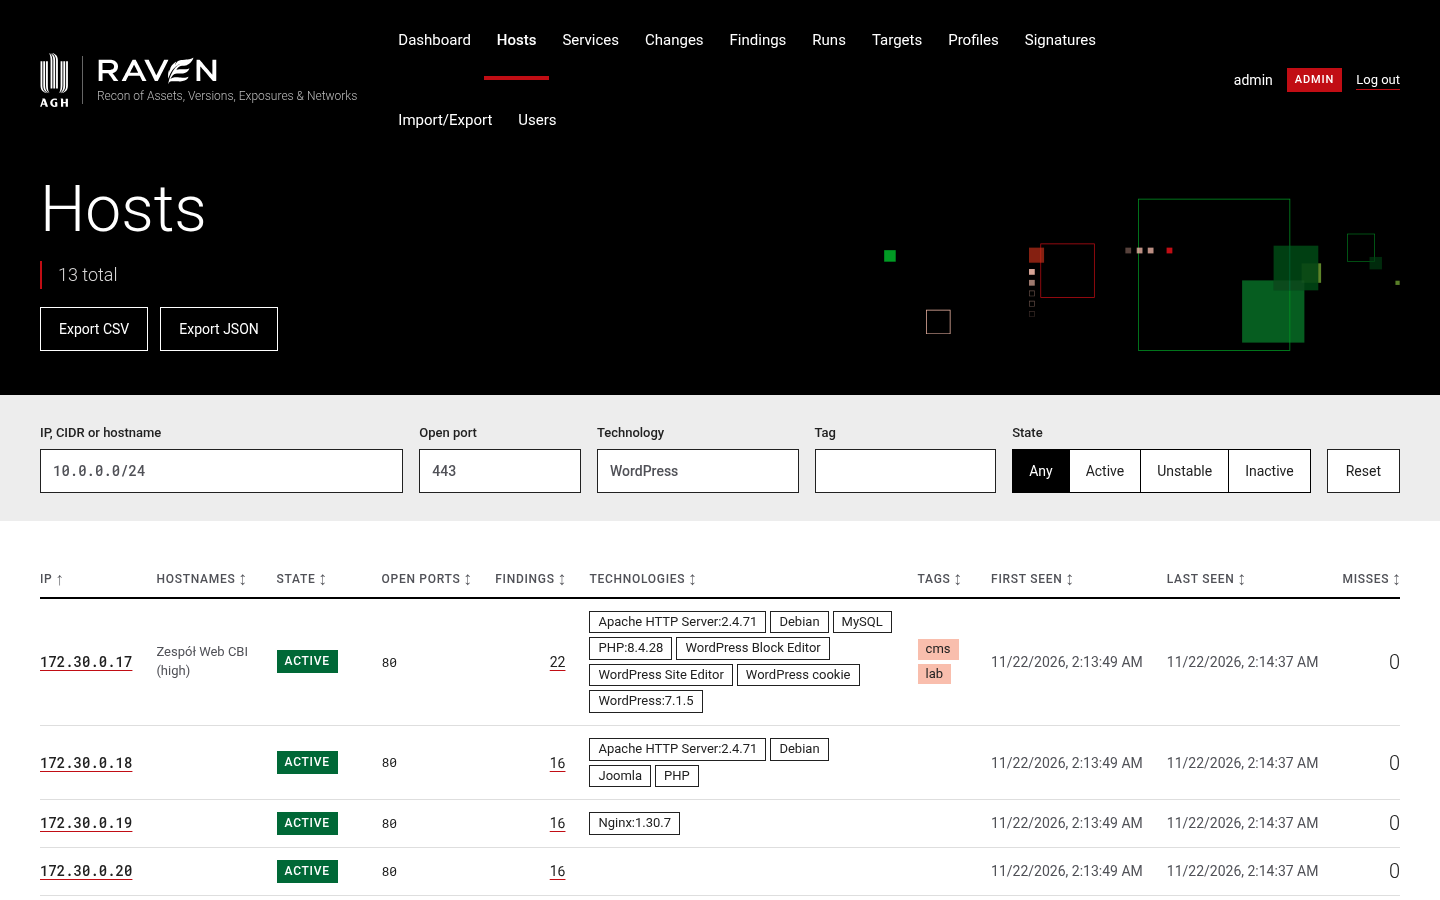 Dashboard Hosts Services Changes Findings Runs Targets Profiles Signatures
AGH
RAVEN
Recon of Assets, Versions, Exposures & Networks
admin ADMIN Log out
Import/Export Users
Hosts
13 total
Export CSV Export JSON
IP, CIDR or hostname Open port Technology Tag State
10.0.0.0/24 443 WordPress Any Active Unstable Inactive Reset
IP ↑ HOSTNAMES ↕ STATE ↕ OPEN PORTS ↕ FINDINGS ↕ TECHNOLOGIES ↕ TAGS ↕ FIRST SEEN ↕ LAST SEEN ↕ MISSES ↕
172.30.0.17 Zespół Web CBI (high) ACTIVE 80 22
Apache HTTP Server:2.4.71 Debian MySQL
PHP:8.4.28 WordPress Block Editor
WordPress Site Editor WordPress cookie
WordPress:7.1.5
cms
lab
11/22/2026, 2:13:49 AM 11/22/2026, 2:14:37 AM 0
172.30.0.18 ACTIVE 80 16
Apache HTTP Server:2.4.71 Debian
Joomla PHP
11/22/2026, 2:13:49 AM 11/22/2026, 2:14:37 AM 0
172.30.0.19 ACTIVE 80 16 Nginx:1.30.7 11/22/2026, 2:13:49 AM 11/22/2026, 2:14:37 AM 0
172.30.0.20 ACTIVE 80 16 11/22/2026, 2:13:49 AM 11/22/2026, 2:14:37 AM 0